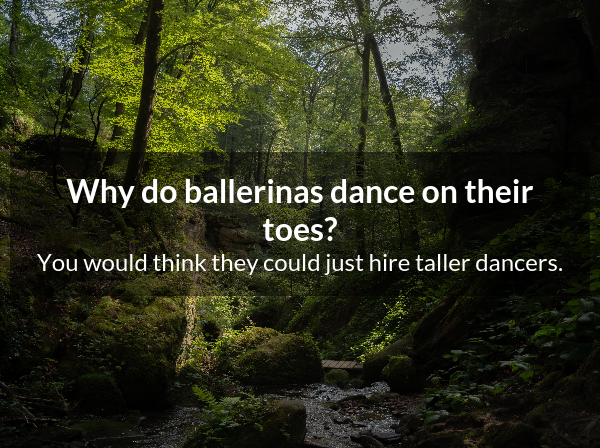 Why do ballerinas dance on their
toes?
You would think they could just hire taller dancers.